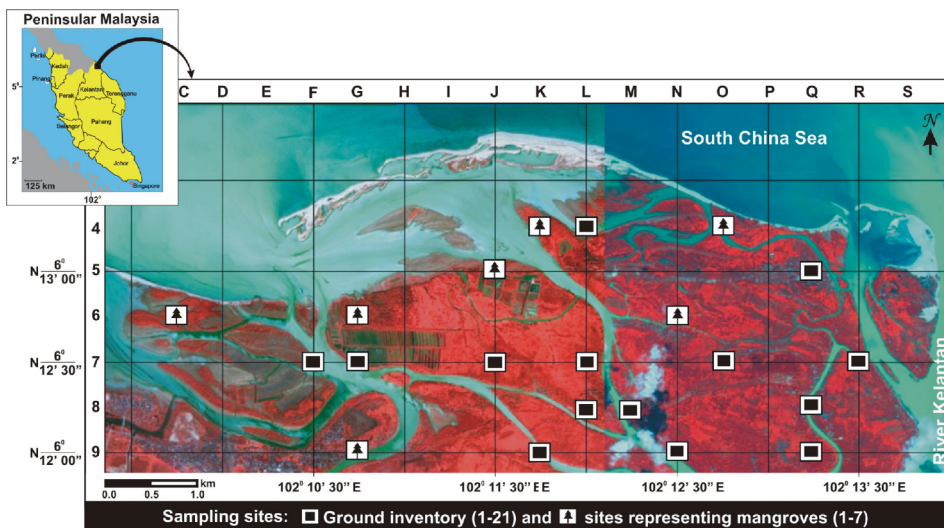 Peninsular Malaysia
Perlis
Kedah
Pinang
Perak
Kelantan
Terengganu
Pahang
Selangor
Johor
Singapore
5°
2°
125 km
102°
C D E F G H I J K L M N O P Q R S
South China Sea
N
4
N 6° 13' 00" 5
6
N 6° 12' 30" 7
8
N 6° 12' 00" 9
River Kelantan
0.0 0.5 1.0 km
102° 10' 30" E 102° 11' 30" E E 102° 12' 30" E 102° 13' 30" E
Sampling sites: Ground inventory (1-21) and sites representing mangroves (1-7)